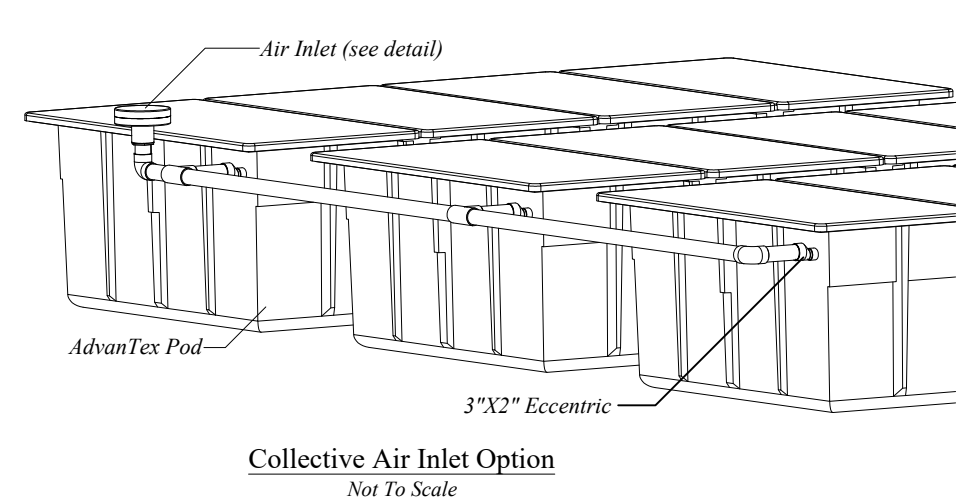 Air Inlet (see detail)
AdvanTex Pod
3"X2" Eccentric
Collective Air Inlet Option
Not To Scale